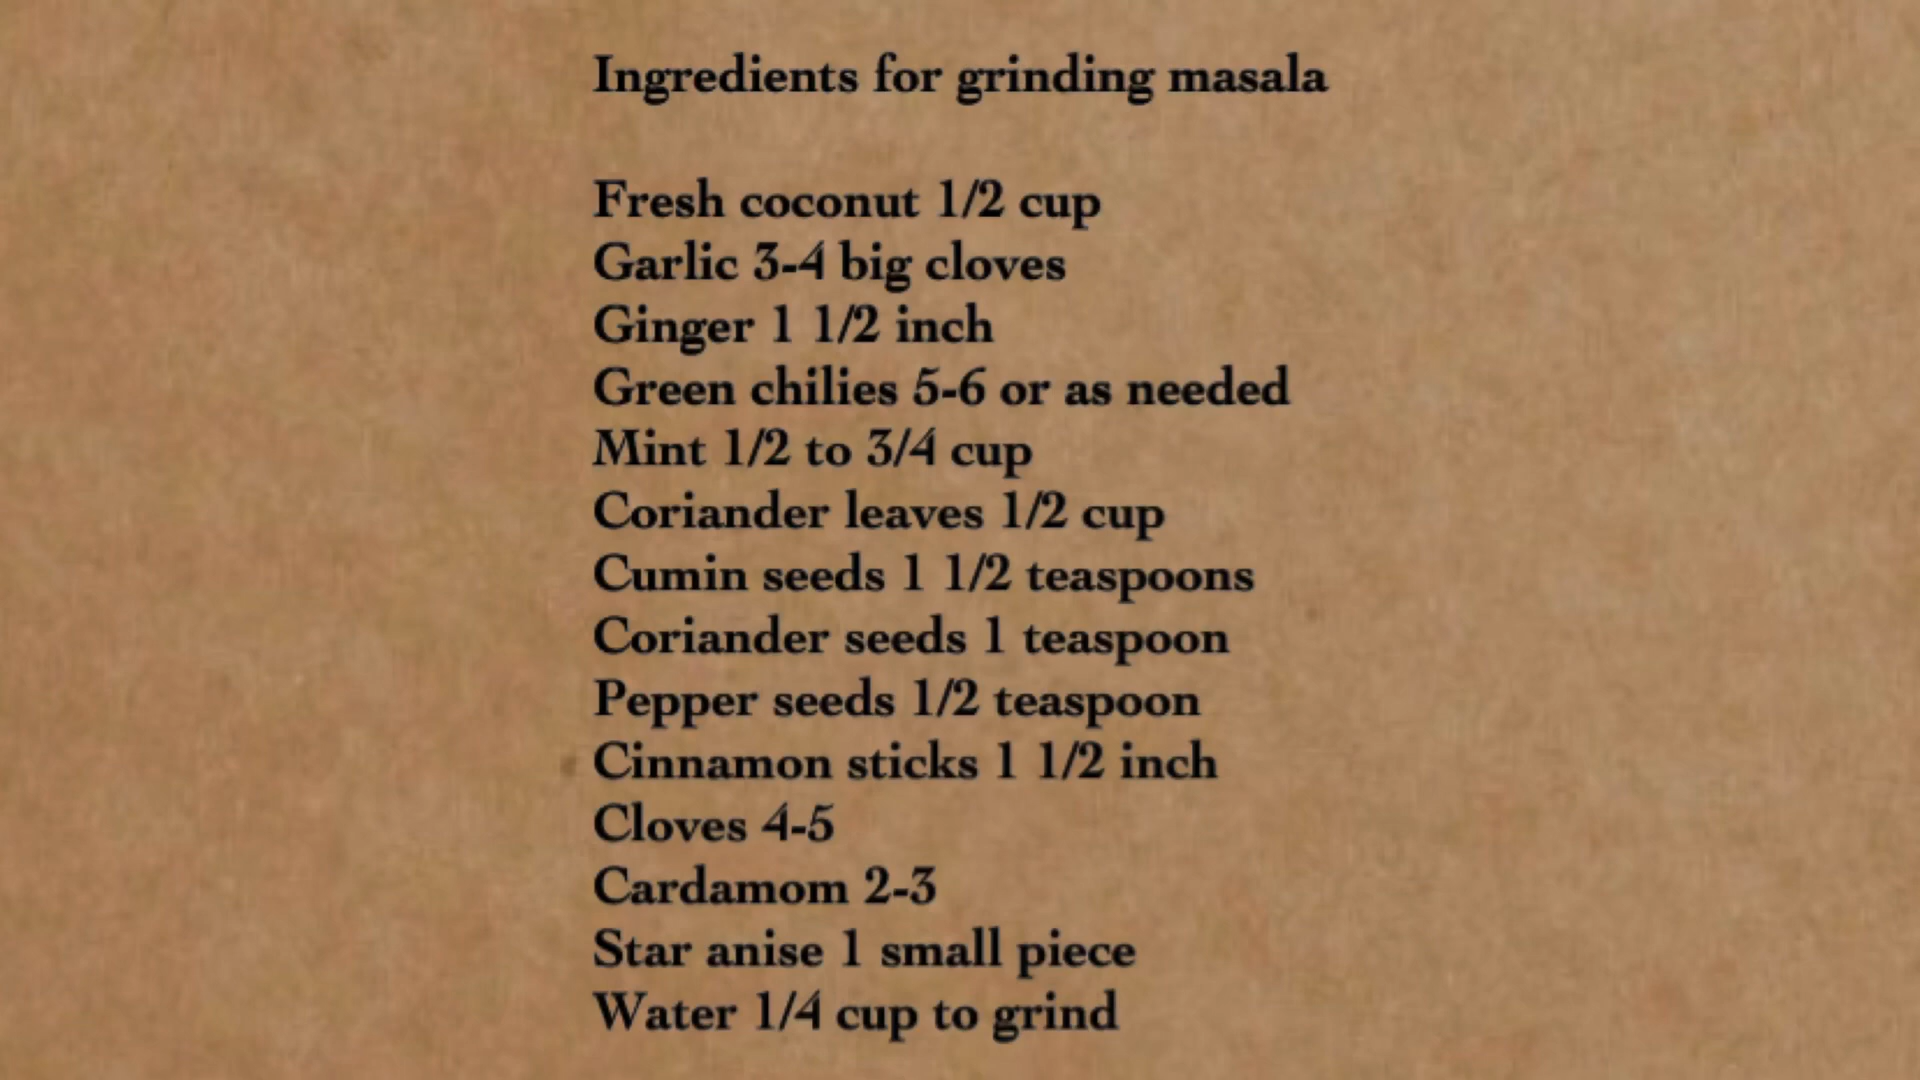 Ingredients for grinding masala
Fresh coconut 1/2 cup
Garlic 3-4 big cloves
Ginger 1 1/2 inch
Green chilies 5-6 or as needed
Mint 1/2 to 3/4 cup
Coriander leaves 1/2 cup
Cumin seeds 1 1/2 teaspoons
Coriander seeds 1 teaspoon
Pepper seeds 1/2 teaspoon
Cinnamon sticks 1 1/2 inch
Cloves 4-5
Cardamom 2-3
Star anise 1 small piece
Water 1/4 cup to grind